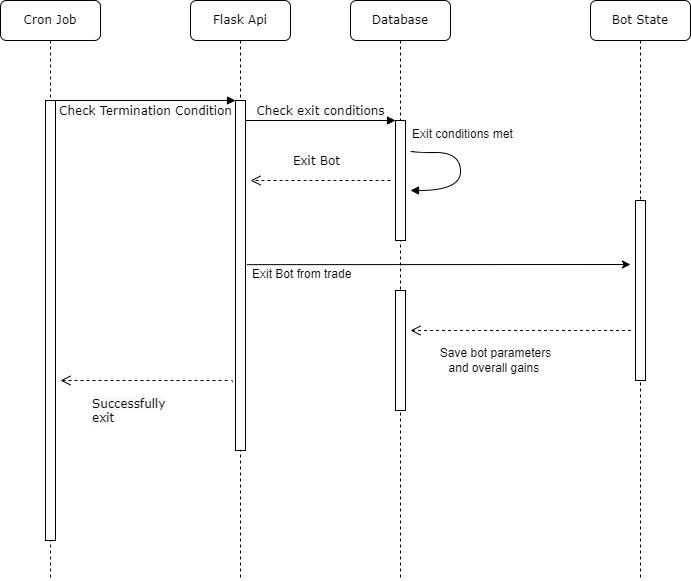 Cron Job
Flask Api
Database
Bot State
Check Termination Condition
Check exit conditions
Exit conditions met
Exit Bot
Exit Bot from trade
Save bot parameters
and overall gains
Successfully
exit